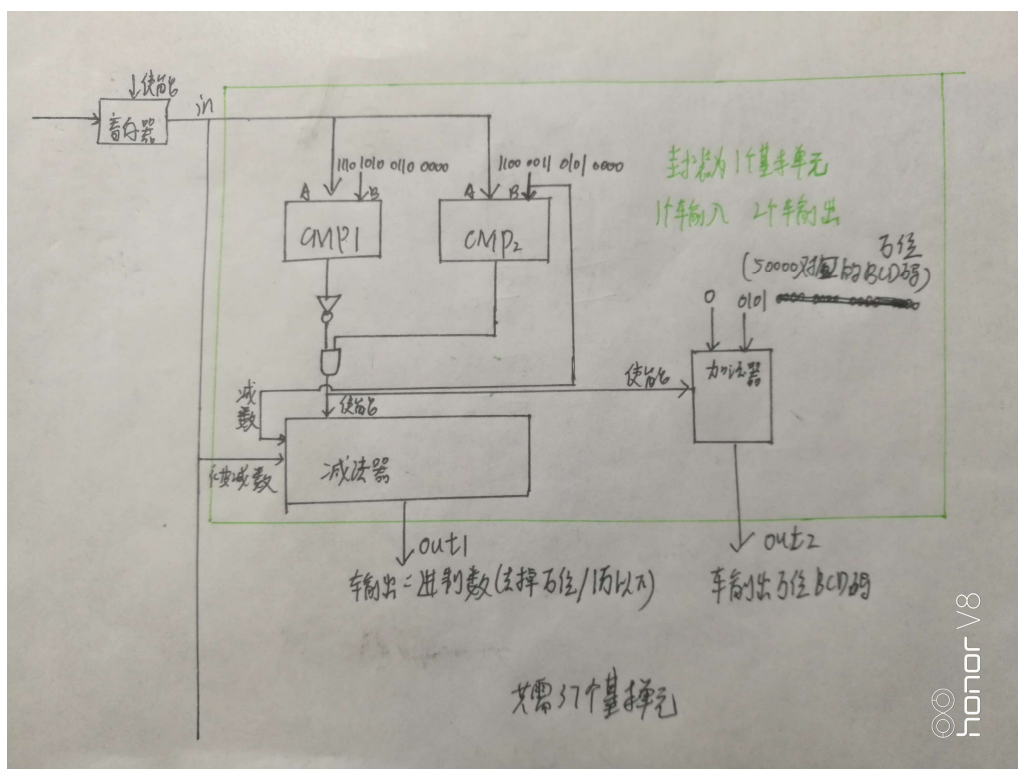 使能
in
暂存器
1110 1010 0110 0000
1100 0011 0101 0000
封装为1个基本单元
A
B
A
B
1个输入 2个输出
CMP1
CMP2
万位
(50000对应的BCD码)
0
0101
减数
使能
加法器
使能
被减数
减法器
out1
out2
输出二进制数(去掉万位/1万以下)
输出万位BCD码
共需37个基本单元
honor V8